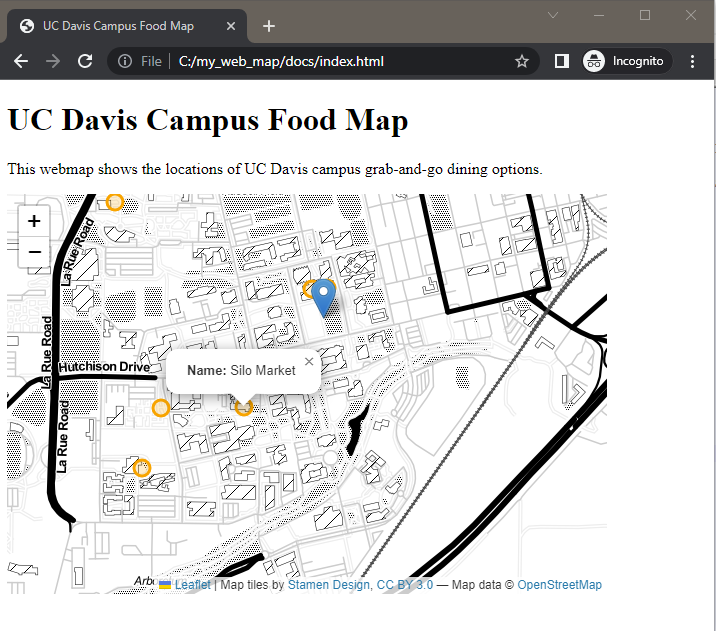 UC Davis Campus Food Map
File C:/my_web_map/docs/index.html
Incognito
UC Davis Campus Food Map
This webmap shows the locations of UC Davis campus grab-and-go dining options.
+
−
La Rue Road
La Rue Road
Hutchison Drive
Name: Silo Market
×
La Rue Road
Arbo
Leaflet | Map tiles by Stamen Design, CC BY 3.0 — Map data © OpenStreetMap